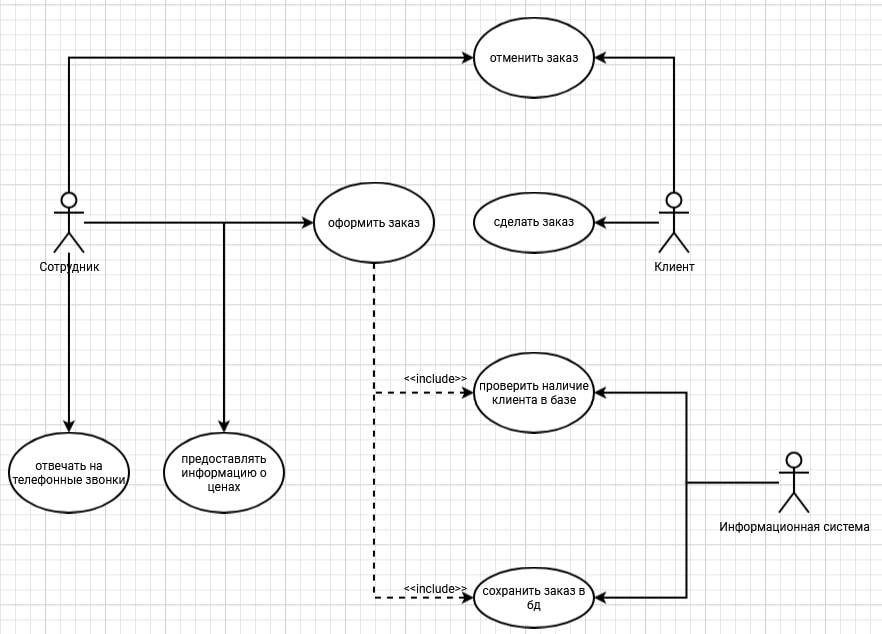 отменить заказ
оформить заказ
сделать заказ
Сотрудник
Клиент
<<include>>
проверить наличие
клиента в базе
отвечать на
телефонные звонки
предоставлять
информацию о
ценах
Информационная система
<<include>>
сохранить заказ в
бд